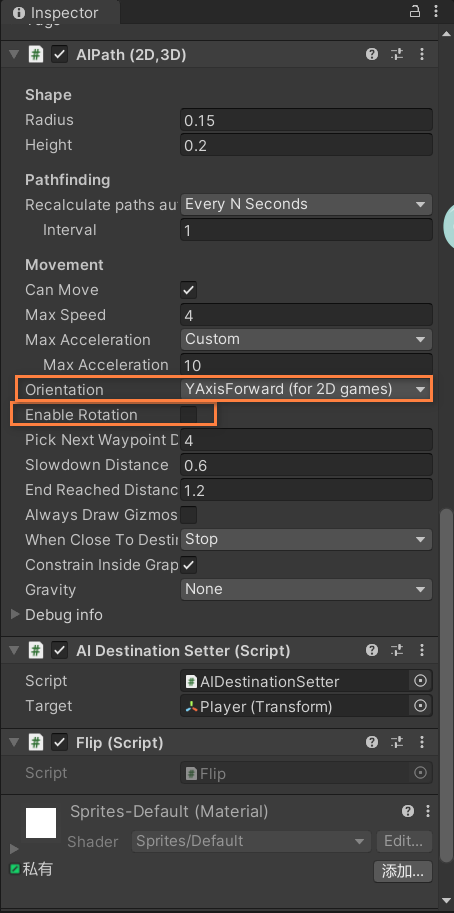 Inspector
AIPath (2D,3D)
Shape
Radius 0.15
Height 0.2
Pathfinding
Recalculate paths au Every N Seconds
Interval 1
Movement
Can Move
Max Speed 4
Max Acceleration Custom
Max Acceleration 10
Orientation YAxisForward (for 2D games)
Enable Rotation
Pick Next Waypoint D 4
Slowdown Distance 0.6
End Reached Distanc 1.2
Always Draw Gizmos
When Close To Destin Stop
Constrain Inside Grap
Gravity None
Debug info
# AI Destination Setter (Script)
Script # AIDestinationSetter
Target Player (Transform)
# Flip (Script)
Script # Flip
Sprites-Default (Material)
Shader Sprites/Default Edit...
私有 添加...